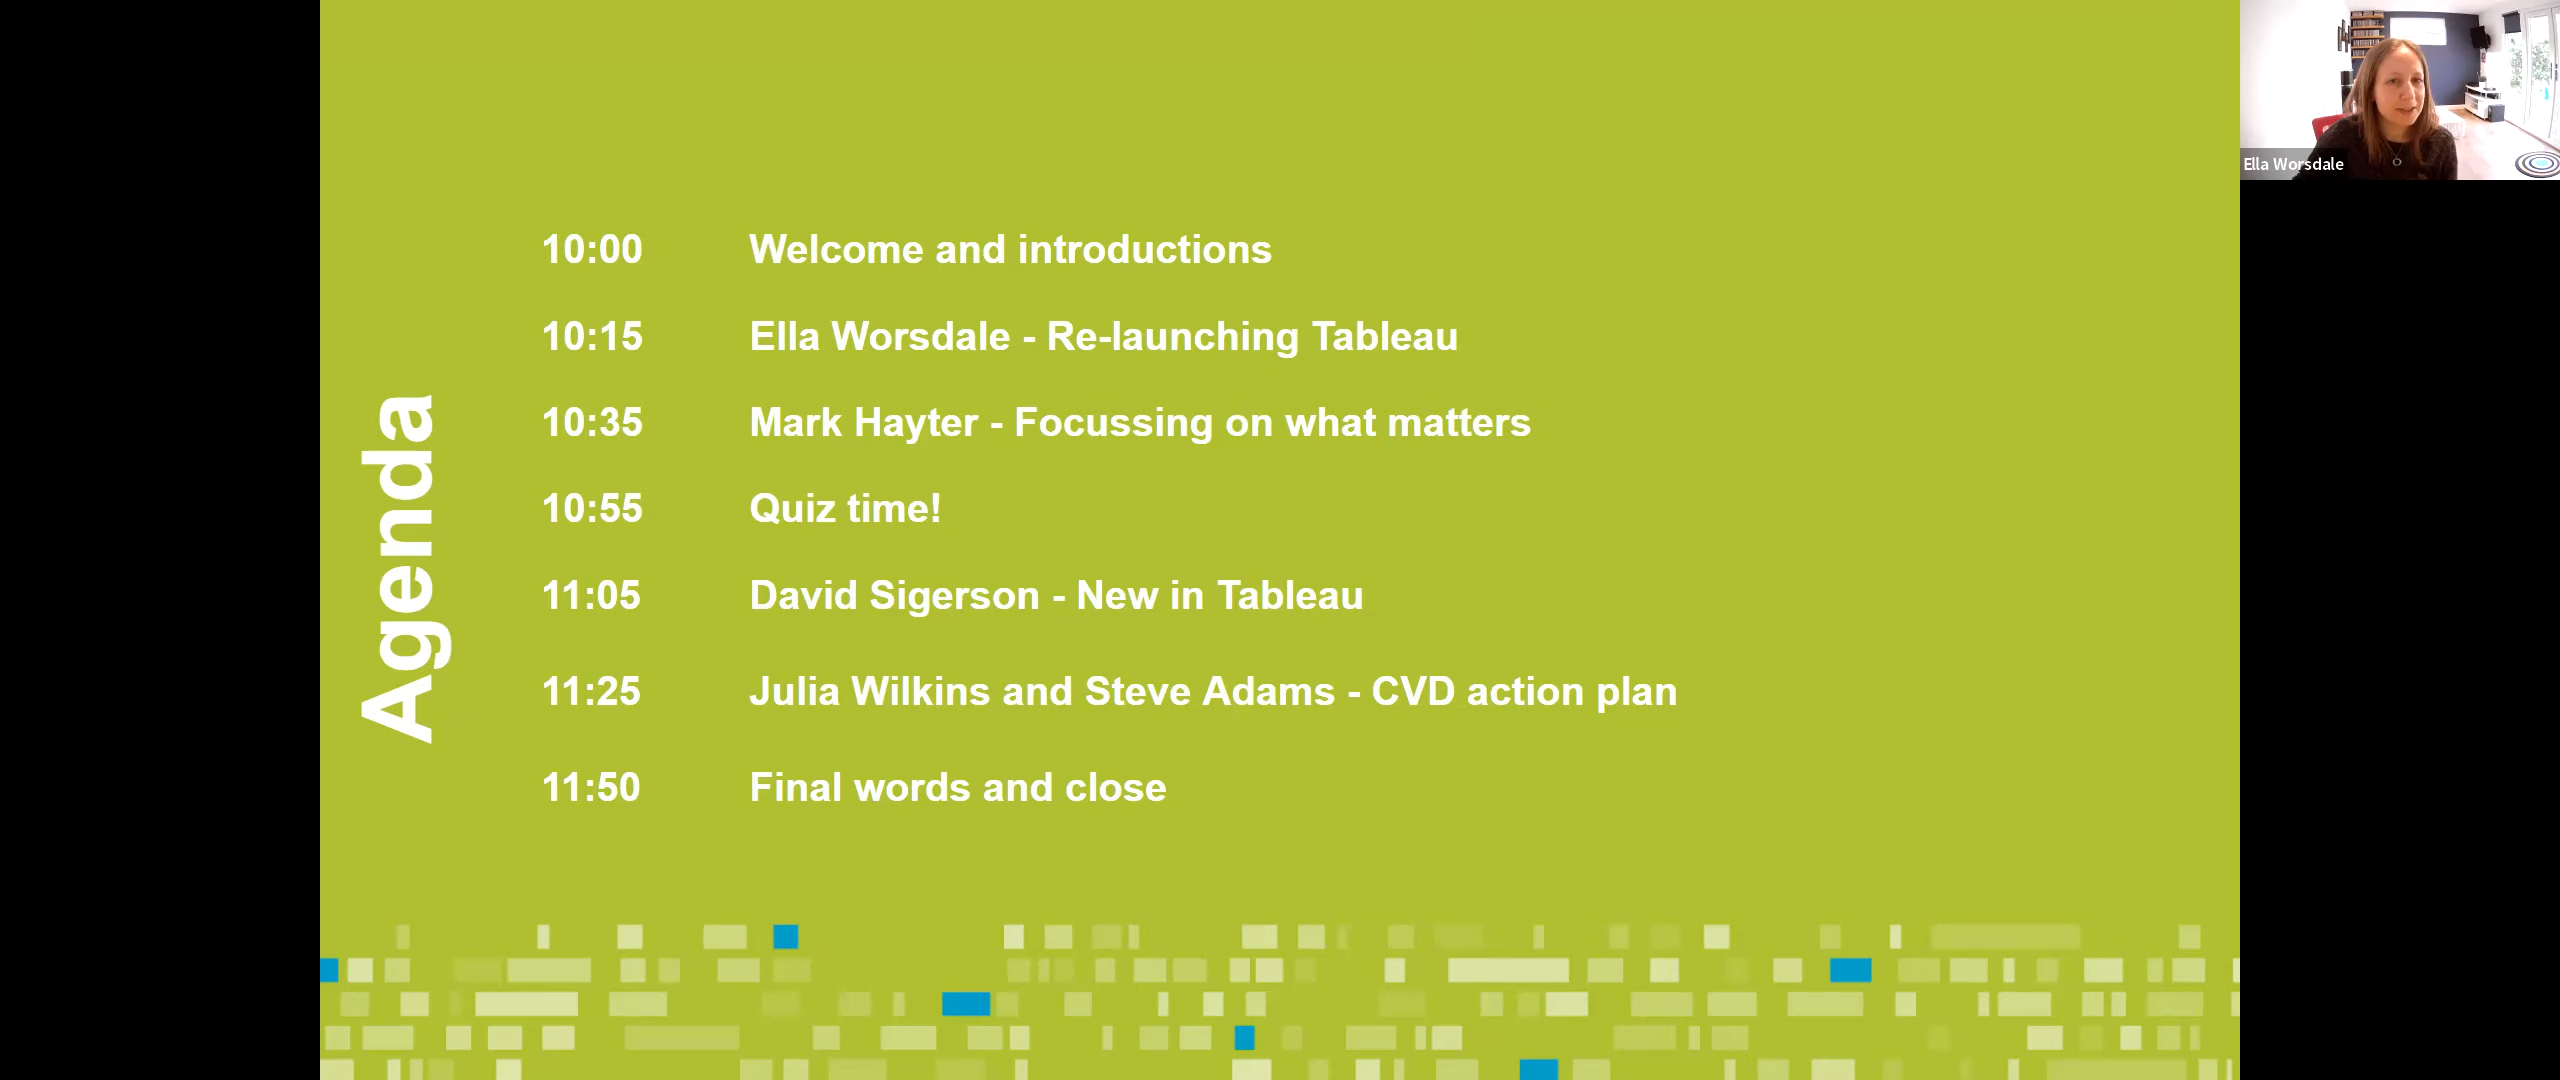 Agenda
10:00 Welcome and introductions
10:15 Ella Worsdale - Re-launching Tableau
10:35 Mark Hayter - Focussing on what matters
10:55 Quiz time!
11:05 David Sigerson - New in Tableau
11:25 Julia Wilkins and Steve Adams - CVD action plan
11:50 Final words and close
Ella Worsdale